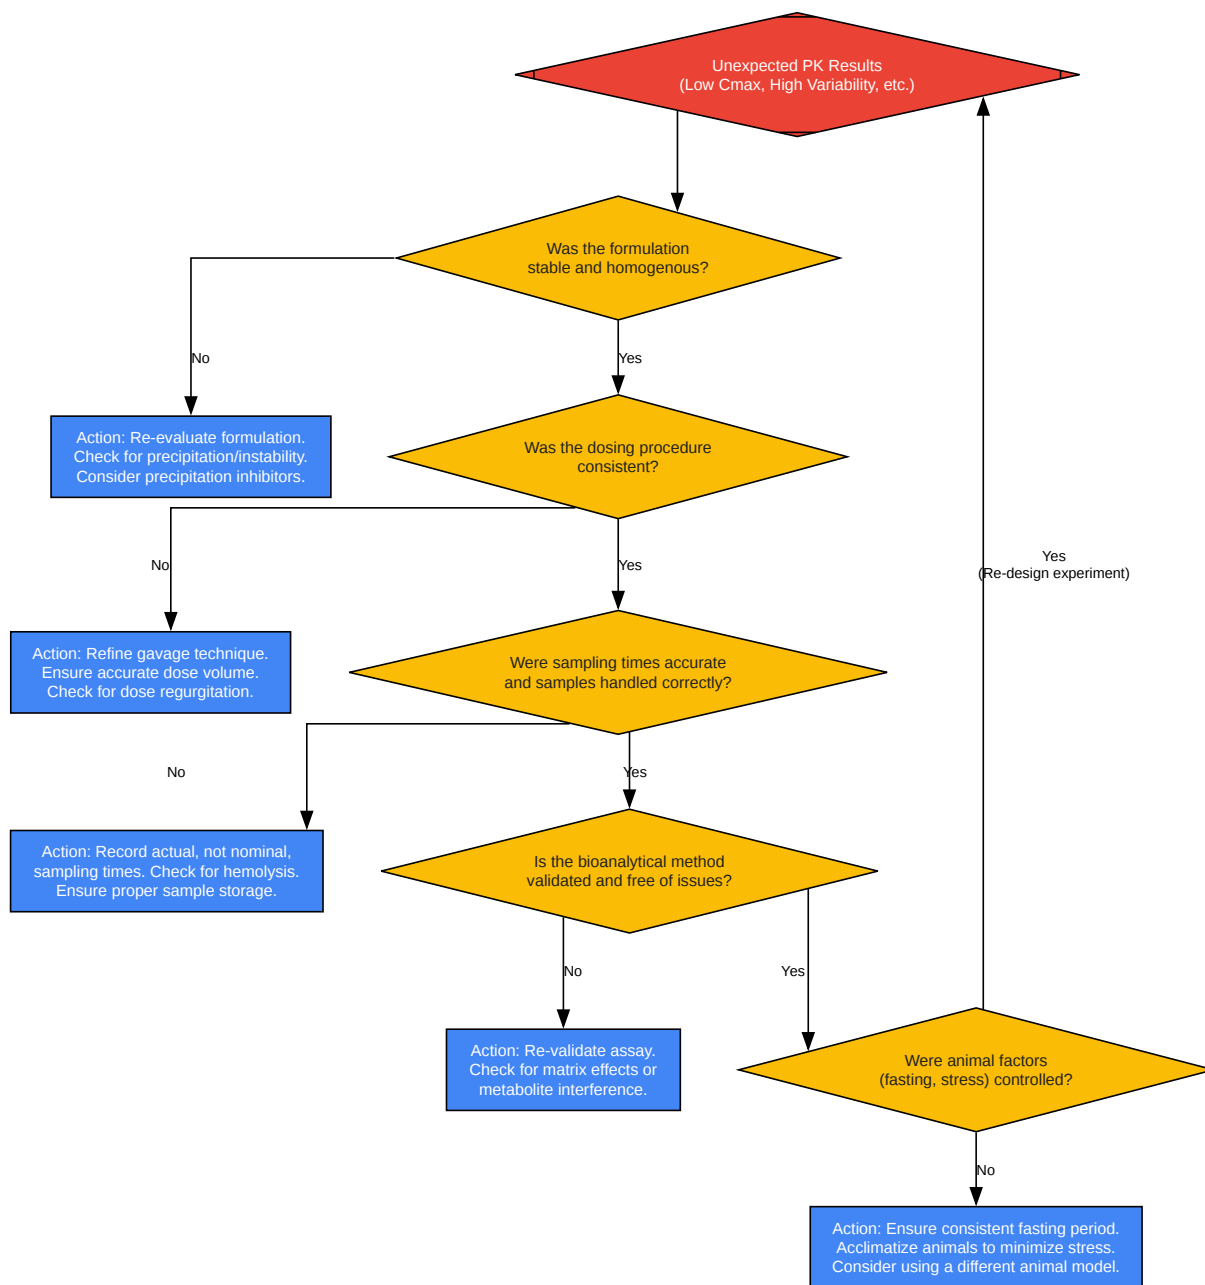 Unexpected PK Results
(Low Cmax, High Variability, etc.)
Was the formulation
stable and homogenous?
No
Yes
Action: Re-evaluate formulation.
Check for precipitation/instability.
Consider precipitation inhibitors.
Was the dosing procedure
consistent?
No
Yes
Yes
(Re-design experiment)
Action: Refine gavage technique.
Ensure accurate dose volume.
Check for dose regurgitation.
Were sampling times accurate
and samples handled correctly?
No
Yes
Action: Record actual, not nominal,
sampling times. Check for hemolysis.
Ensure proper sample storage.
Is the bioanalytical method
validated and free of issues?
No
Yes
Action: Re-validate assay.
Check for matrix effects or
metabolite interference.
Were animal factors
(fasting, stress) controlled?
No
Action: Ensure consistent fasting period.
Acclimatize animals to minimize stress.
Consider using a different animal model.